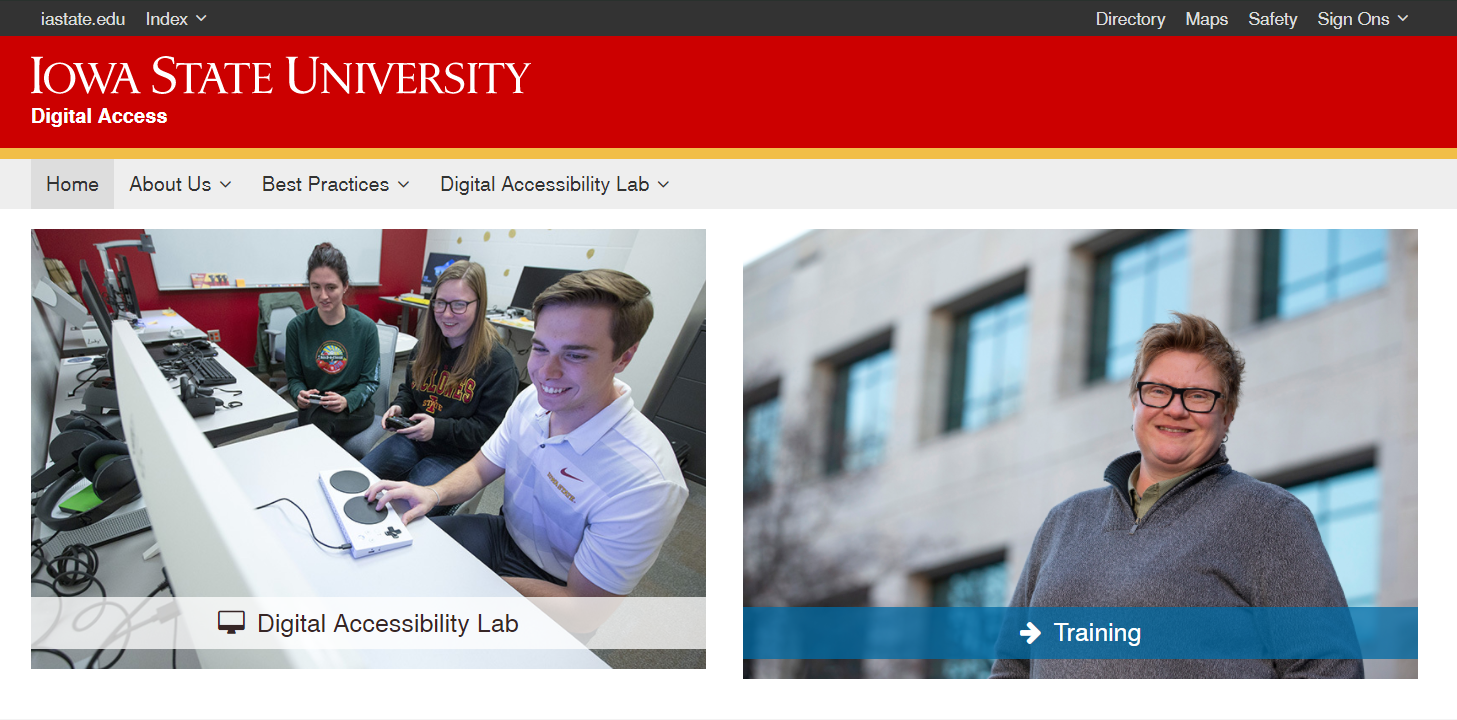 iastate.edu Index Directory Maps Safety Sign Ons
IOWA STATE UNIVERSITY
Digital Access
Home About Us Best Practices Digital Accessibility Lab
CYCLONES
STATE
IOWA STATE
Digital Accessibility Lab
Training